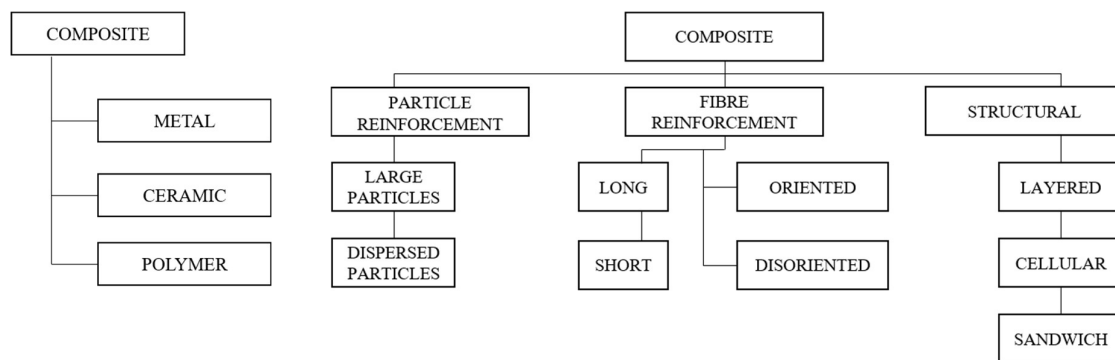 COMPOSITE
METAL
CERAMIC
POLYMER
COMPOSITE
PARTICLE
REINFORCEMENT
LARGE
PARTICLES
DISPERSED
PARTICLES
FIBRE
REINFORCEMENT
LONG
SHORT
ORIENTED
DISORIENTED
STRUCTURAL
LAYERED
CELLULAR
SANDWICH